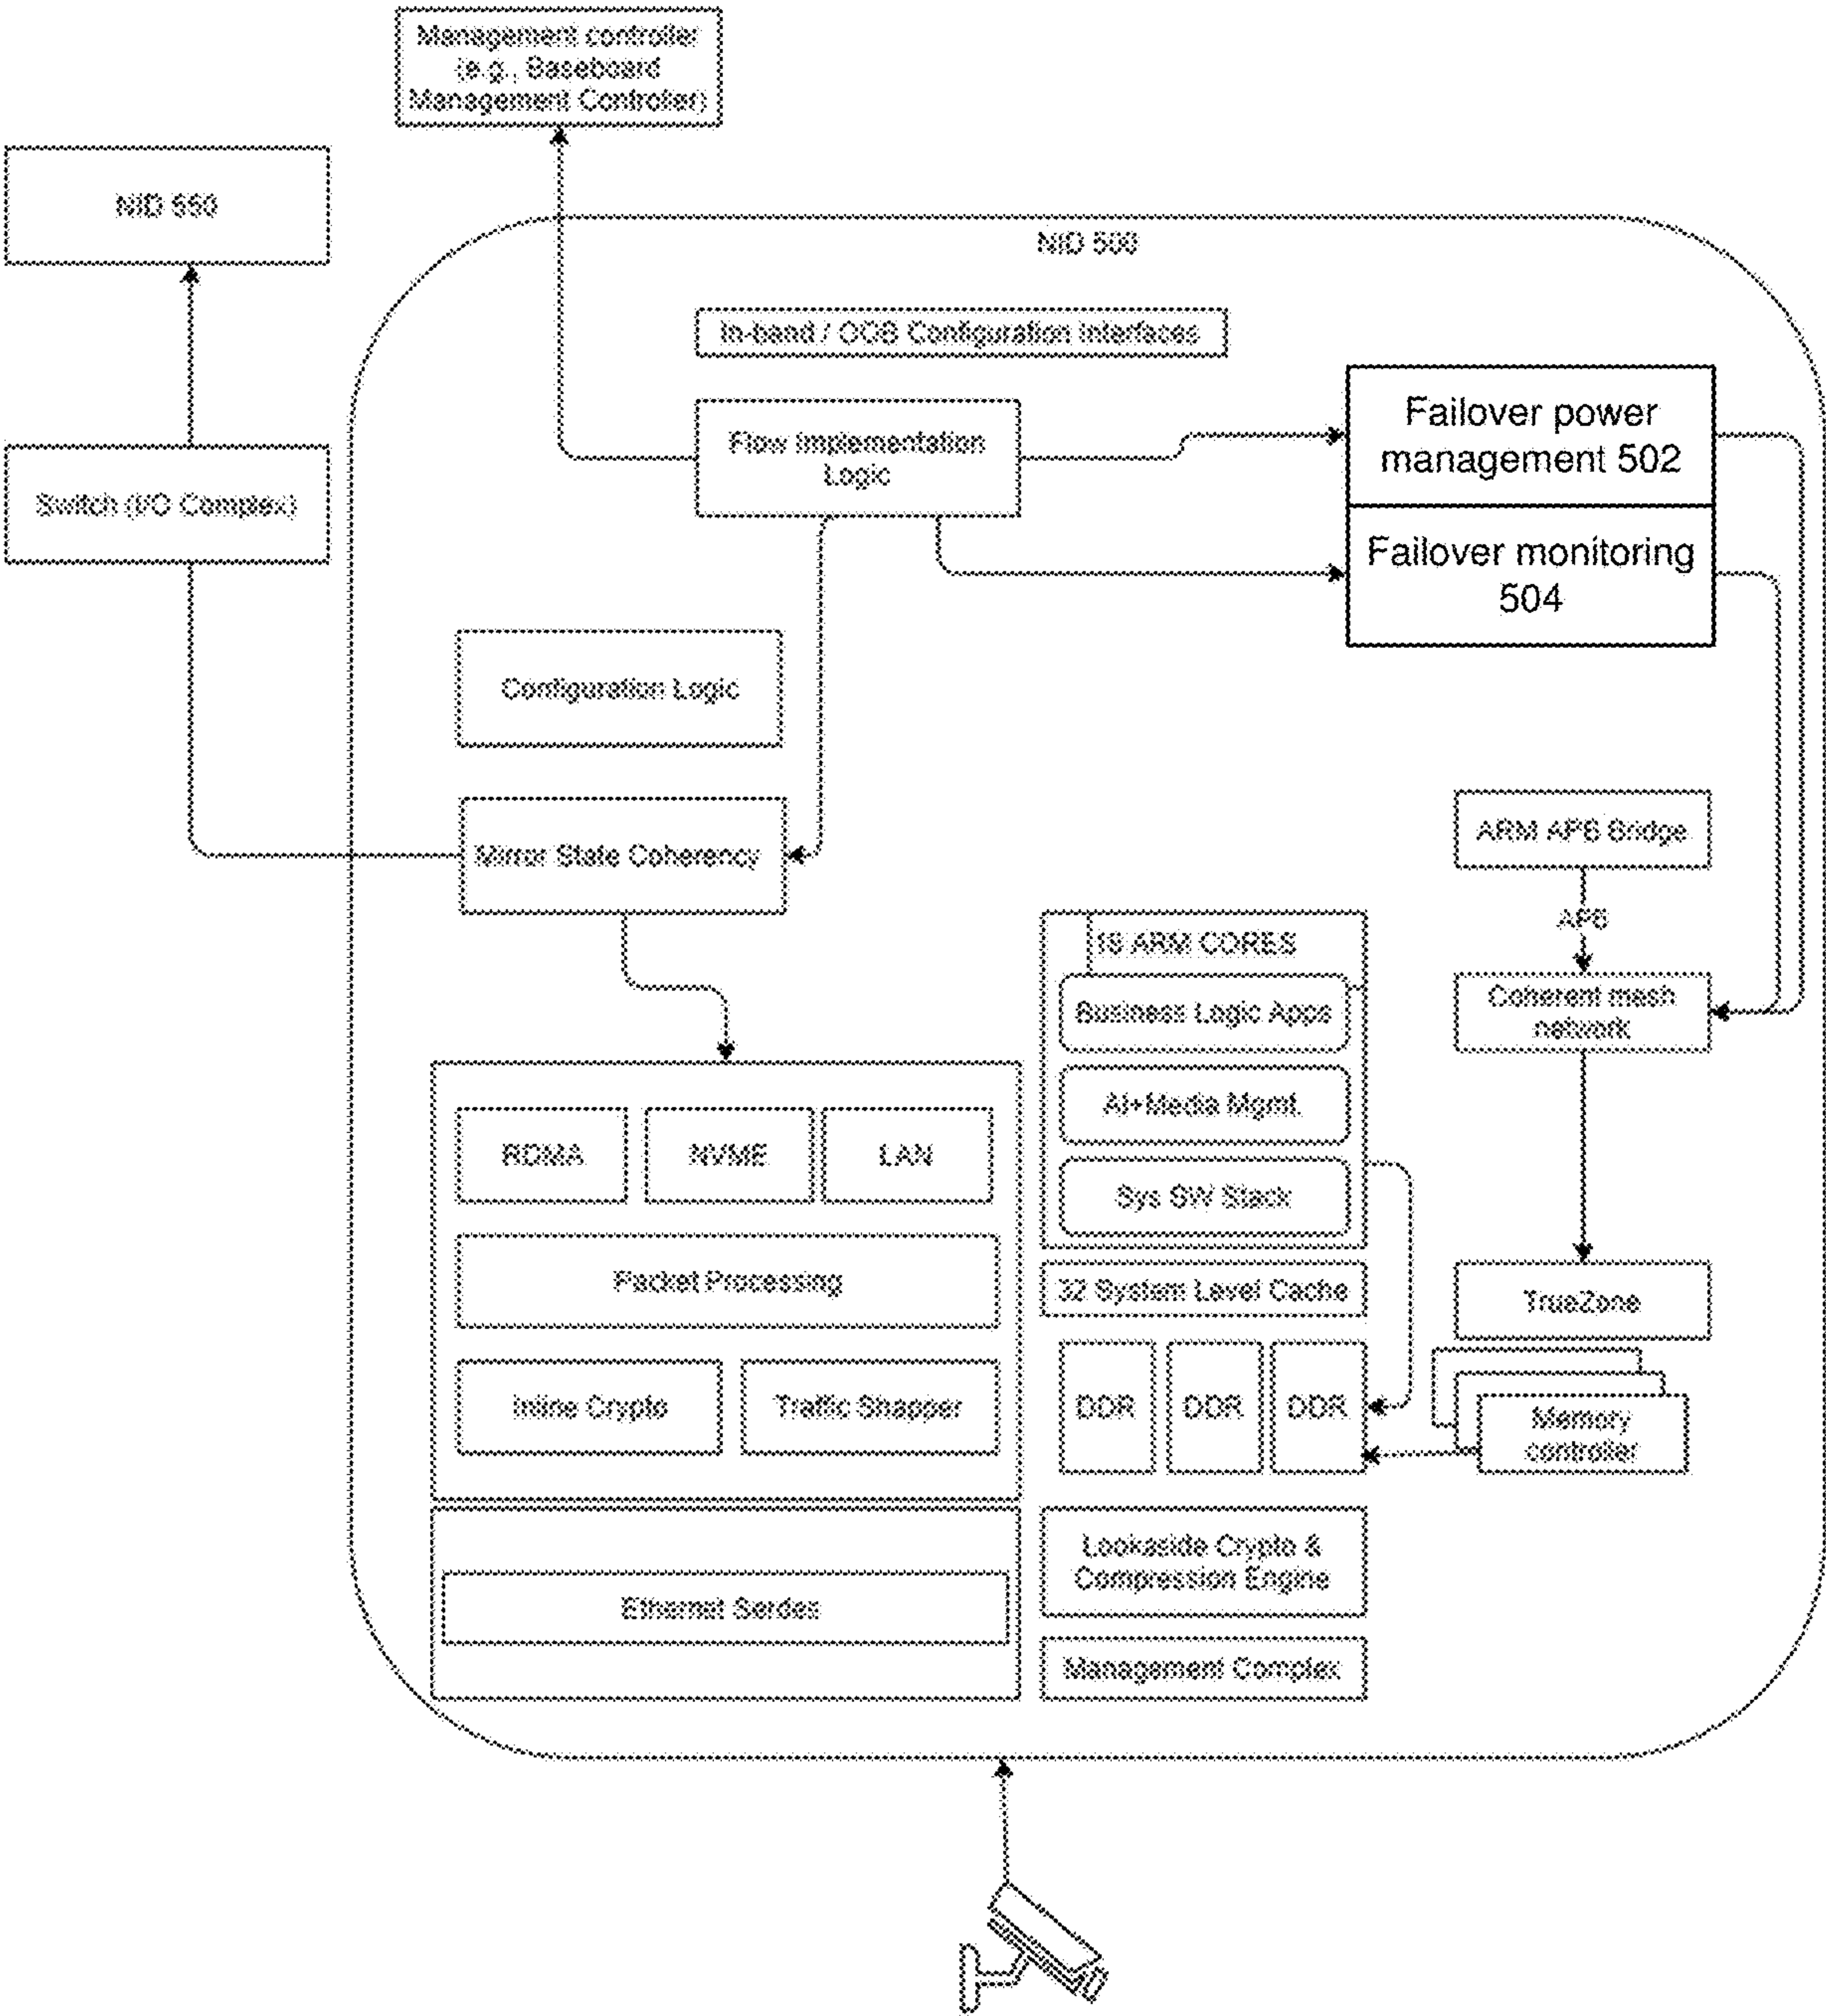 Management controller
(e.g., Baseboard
Management Controller)
NID 550
NID 500
In-band / OOB Configuration Interfaces
Failover power
management 502
Flow Implementation
Logic
Switch (I/O Complex)
Failover monitoring
504
Configuration Logic
ARM APB Bridge
Mirror State Coherency
APB
16 ARM CORES
Coherent mesh
network
Business Logic Apps
AI+Media Mgmt.
RDMA
NVME
LAN
Sys SW Stack
Packet Processing
32 System Level Cache
TrueZone
Inline Crypto
Traffic Shapper
DDR
DDR
DDR
Memory
controller
Lookaside Crypto &
Compression Engine
Ethernet Serdes
Management Complex